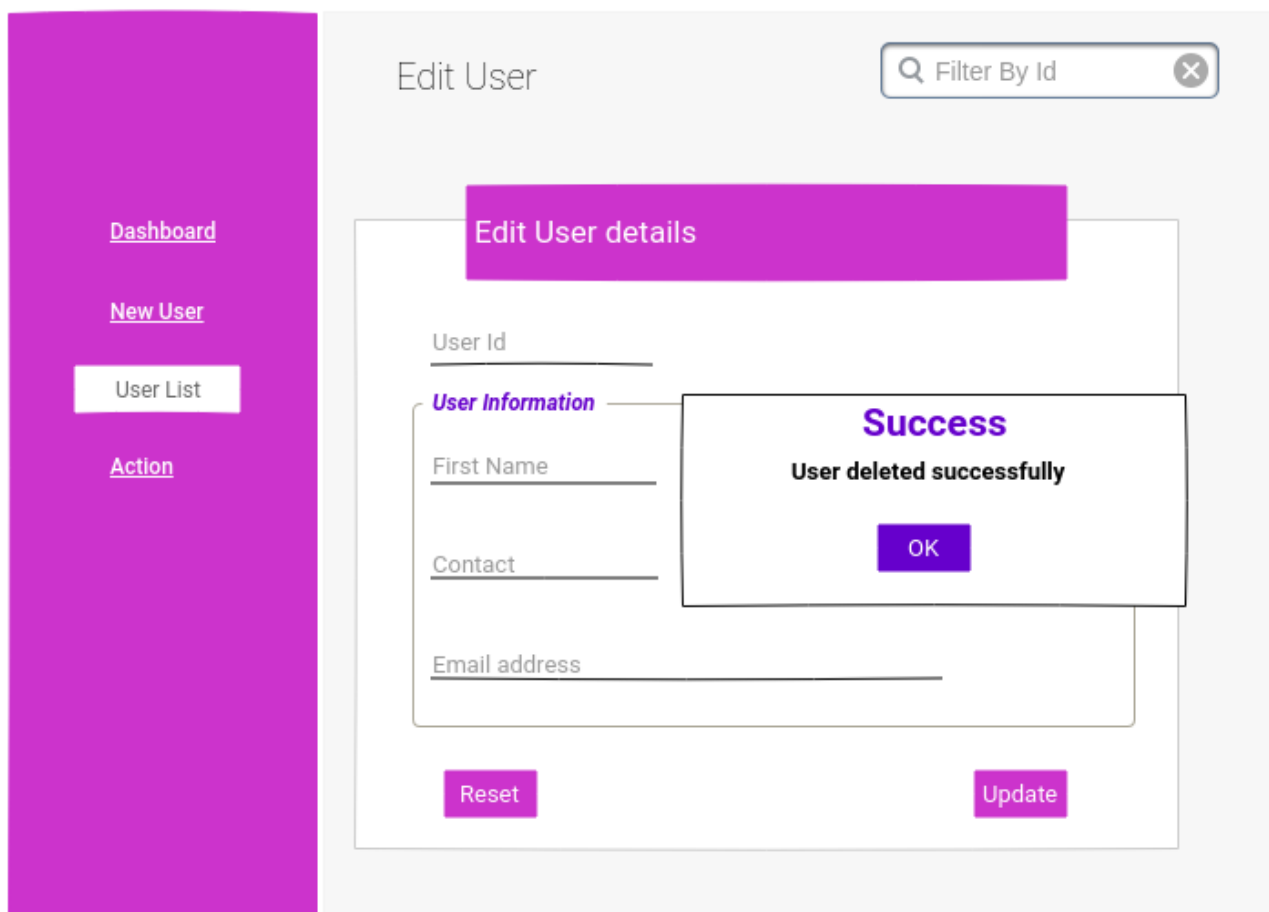 Edit User
Filter By Id
Dashboard
New User
User List
Action
Edit User details
User Id
User Information
First Name
Contact
Email address
Success
User deleted successfully
OK
Reset
Update